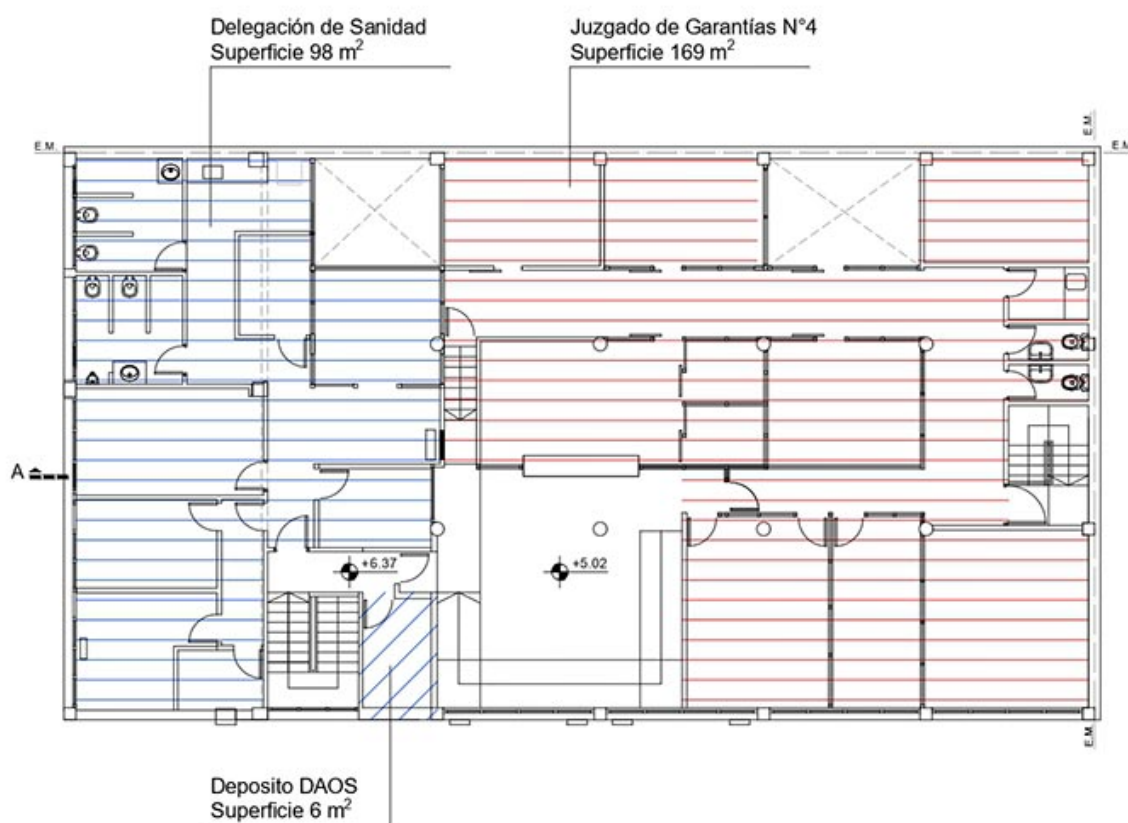 Delegación de Sanidad
Superficie 98 m²
Juzgado de Garantías N°4
Superficie 169 m²
E.M.
E.M.
E.M.
A
+6.37
+5.02
E.M.
Deposito DAOS
Superficie 6 m²